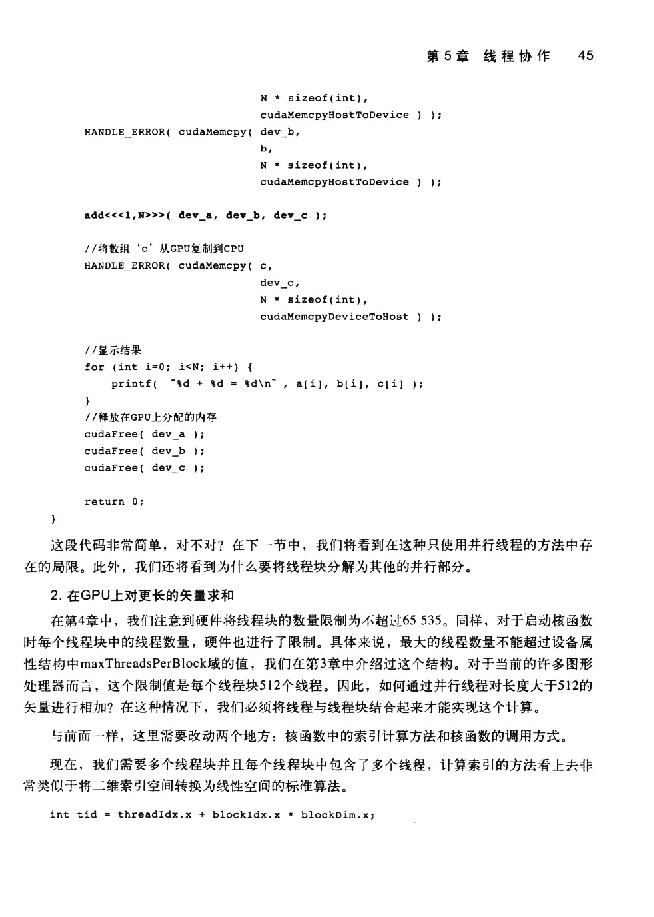 第5章 线程协作 45
N * sizeof(int),
cudaMemcpyHostToDevice ) );
HANDLE_ERROR( cudaMemcpy( dev_b,
b,
N * sizeof(int),
cudaMemcpyHostToDevice ) );
add<<<1,N>>>( dev_a, dev_b, dev_c );
//将数组‘c’从GPU复制到CPU
HANDLE_ERROR( cudaMemcpy( c,
dev_c,
N * sizeof(int),
cudaMemcpyDeviceToHost ) );
//显示结果
for (int i=0; i<N; i++) {
printf( "%d + %d = %d\n" , a[i], b[i], c[i] );
}
//释放在GPU上分配的内存
cudaFree( dev_a );
cudaFree( dev_b );
cudaFree( dev_c );
return 0;
}
这段代码非常简单，对不对？在下一节中，我们将看到在这种只使用并行线程的方法中存
在的局限。此外，我们还将看到为什么要将线程块分解为其他的并行部分。
2. 在GPU上对更长的矢量求和
在第4章中，我们注意到硬件将线程块的数量限制为不超过65 535。同样，对于启动核函数
时每个线程块中的线程数量，硬件也进行了限制。具体来说，最大的线程数量不能超过设备属
性结构中maxThreadsPerBlock域的值，我们在第3章中介绍过这个结构。对于当前的许多图形
处理器而言，这个限制值是每个线程块512个线程。因此，如何通过并行线程对长度大于512的
矢量进行相加？在这种情况下，我们必须将线程与线程块结合起来才能实现这个计算。
与前面一样，这里需要改动两个地方：核函数中的索引计算方法和核函数的调用方式。
现在，我们需要多个线程块并且每个线程块中包含了多个线程，计算索引的方法看上去非
常类似于将二维索引空间转换为线性空间的标准算法。
int tid = threadIdx.x + blockIdx.x * blockDim.x;